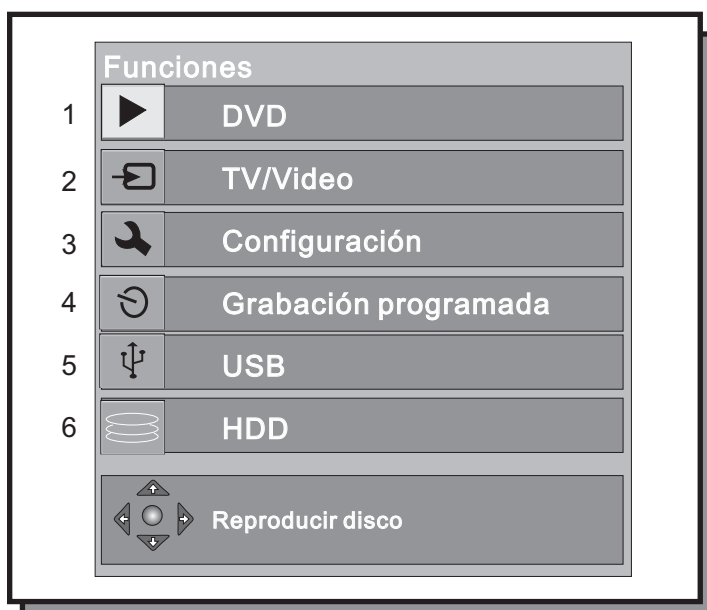 Funciones
1 DVD
2 TV/Video
3 Configuración
4 Grabación programada
5 USB
6 HDD
Reproducir disco